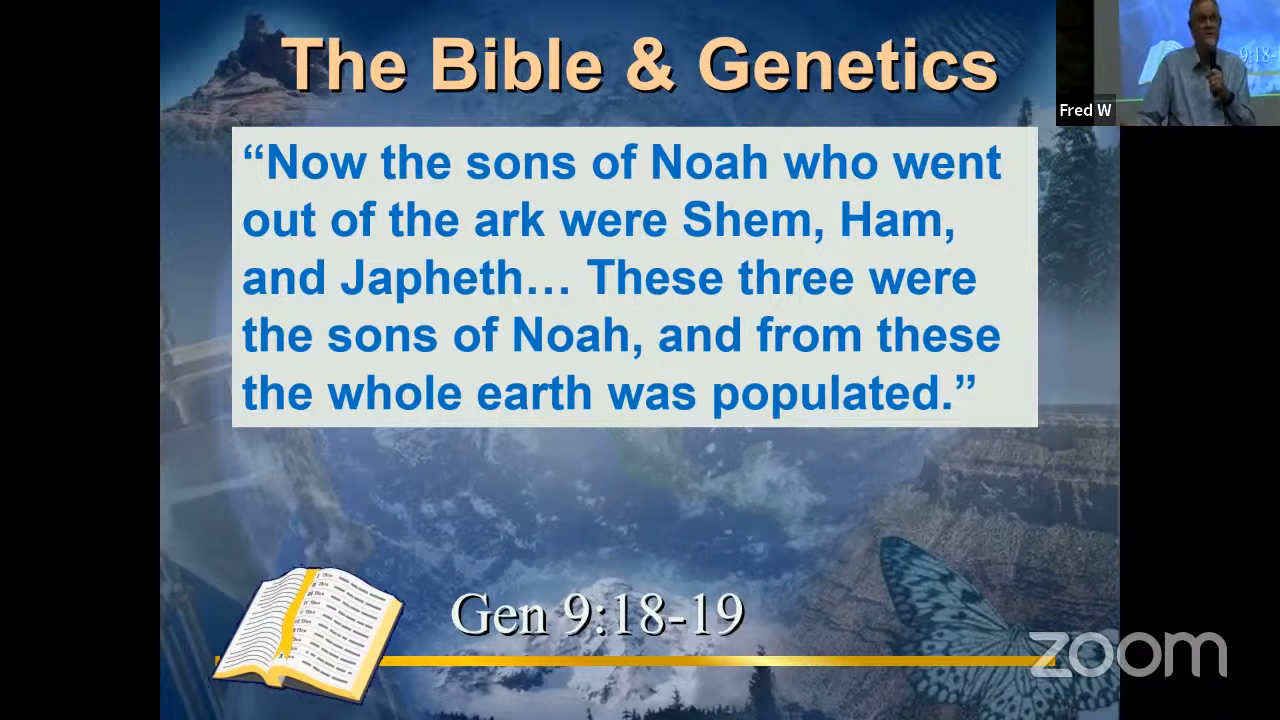 The Bible & Genetics
9:18-
Fred W
“Now the sons of Noah who went
out of the ark were Shem, Ham,
and Japheth… These three were
the sons of Noah, and from these
the whole earth was populated.”
Gen 9:18-19
zoom